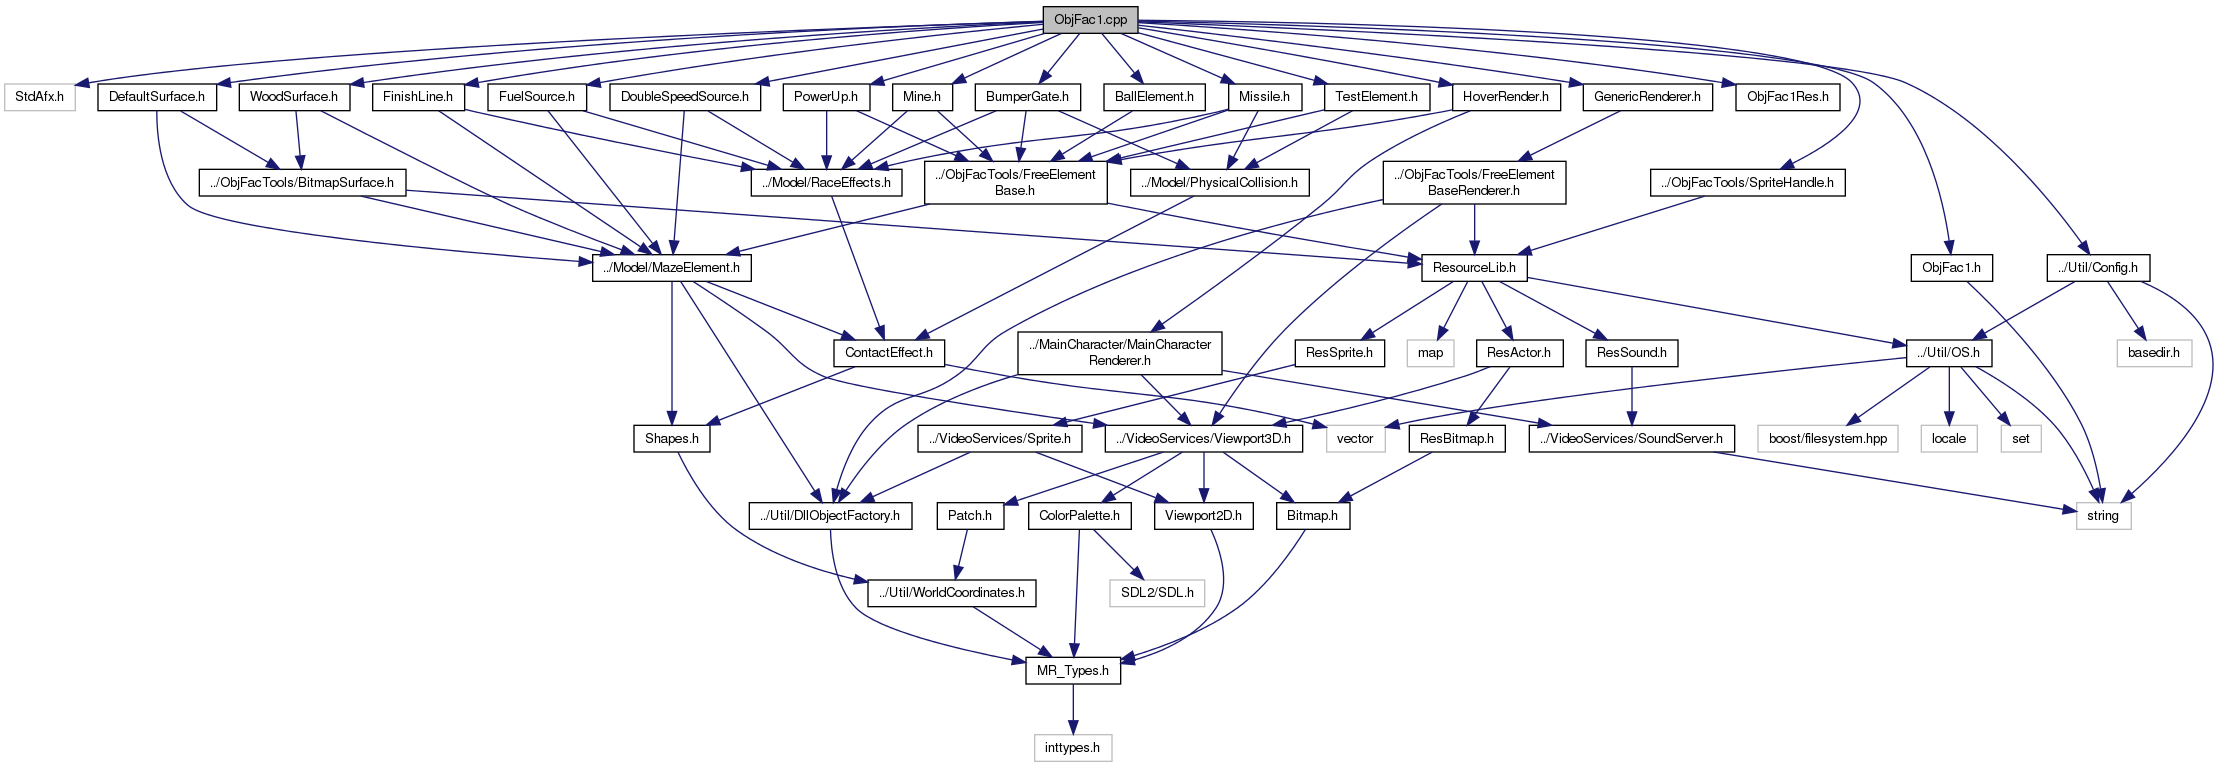 ObjFac1.cpp
StdAfx.h
DefaultSurface.h
WoodSurface.h
FinishLine.h
FuelSource.h
DoubleSpeedSource.h
PowerUp.h
Mine.h
BumperGate.h
BallElement.h
Missile.h
TestElement.h
HoverRender.h
GenericRenderer.h
ObjFac1Res.h
../ObjFacTools/BitmapSurface.h
../Model/RaceEffects.h
../ObjFacTools/FreeElement
Base.h
../Model/PhysicalCollision.h
../ObjFacTools/FreeElement
BaseRenderer.h
../ObjFacTools/SpriteHandle.h
../Model/MazeElement.h
ResourceLib.h
ObjFac1.h
../Util/Config.h
ContactEffect.h
../MainCharacter/MainCharacter
Renderer.h
ResSprite.h
map
ResActor.h
ResSound.h
../Util/OS.h
basedir.h
Shapes.h
../VideoServices/Sprite.h
../VideoServices/Viewport3D.h
vector
ResBitmap.h
../VideoServices/SoundServer.h
boost/filesystem.hpp
locale
set
../Util/DllObjectFactory.h
Patch.h
ColorPalette.h
Viewport2D.h
Bitmap.h
string
../Util/WorldCoordinates.h
SDL2/SDL.h
MR_Types.h
inttypes.h